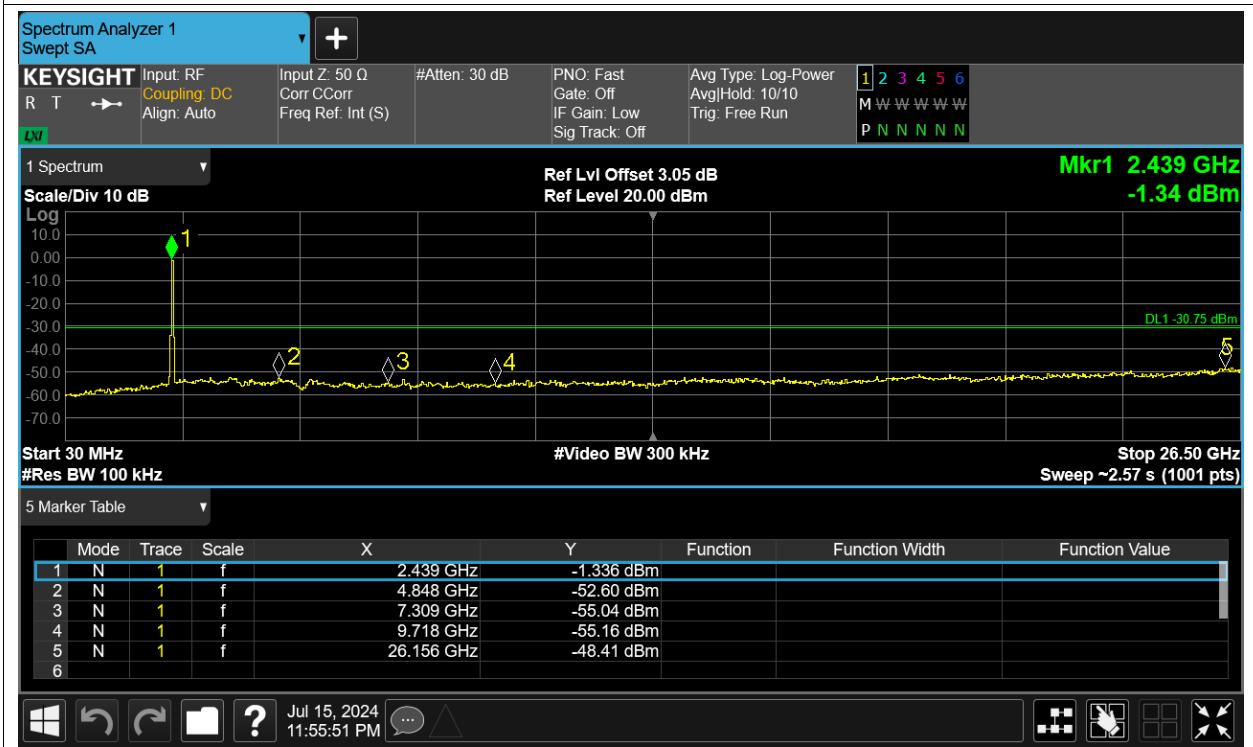 Spectrum Analyzer 1
Swept SA
+
KEYSIGHT Input: RF Input Z: 50 Ω #Atten: 30 dB PNO: Fast Avg Type: Log-Power 1 2 3 4 5 6
R T Coupling: DC Corr CCorr Gate: Off Avg|Hold: 10/10 M W W W W W
Align: Auto Freq Ref: Int (S) IF Gain: Low Trig: Free Run
LXI Sig Track: Off P N N N N N
1 Spectrum Ref Lvl Offset 3.05 dB Mkr1 2.439 GHz
Scale/Div 10 dB Ref Level 20.00 dBm -1.34 dBm
Log
10.0 1
0.00
-10.0
-20.0
-30.0 DL1 -30.75 dBm
-40.0 2 3 4 5
-50.0
-60.0
-70.0
Start 30 MHz #Video BW 300 kHz Stop 26.50 GHz
#Res BW 100 kHz Sweep ~2.57 s (1001 pts)
5 Marker Table
Mode Trace Scale X Y Function Function Width Function Value
1 N 1 f 2.439 GHz -1.336 dBm
2 N 1 f 4.848 GHz -52.60 dBm
3 N 1 f 7.309 GHz -55.04 dBm
4 N 1 f 9.718 GHz -55.16 dBm
5 N 1 f 26.156 GHz -48.41 dBm
6
? Jul 15, 2024
11:55:51 PM